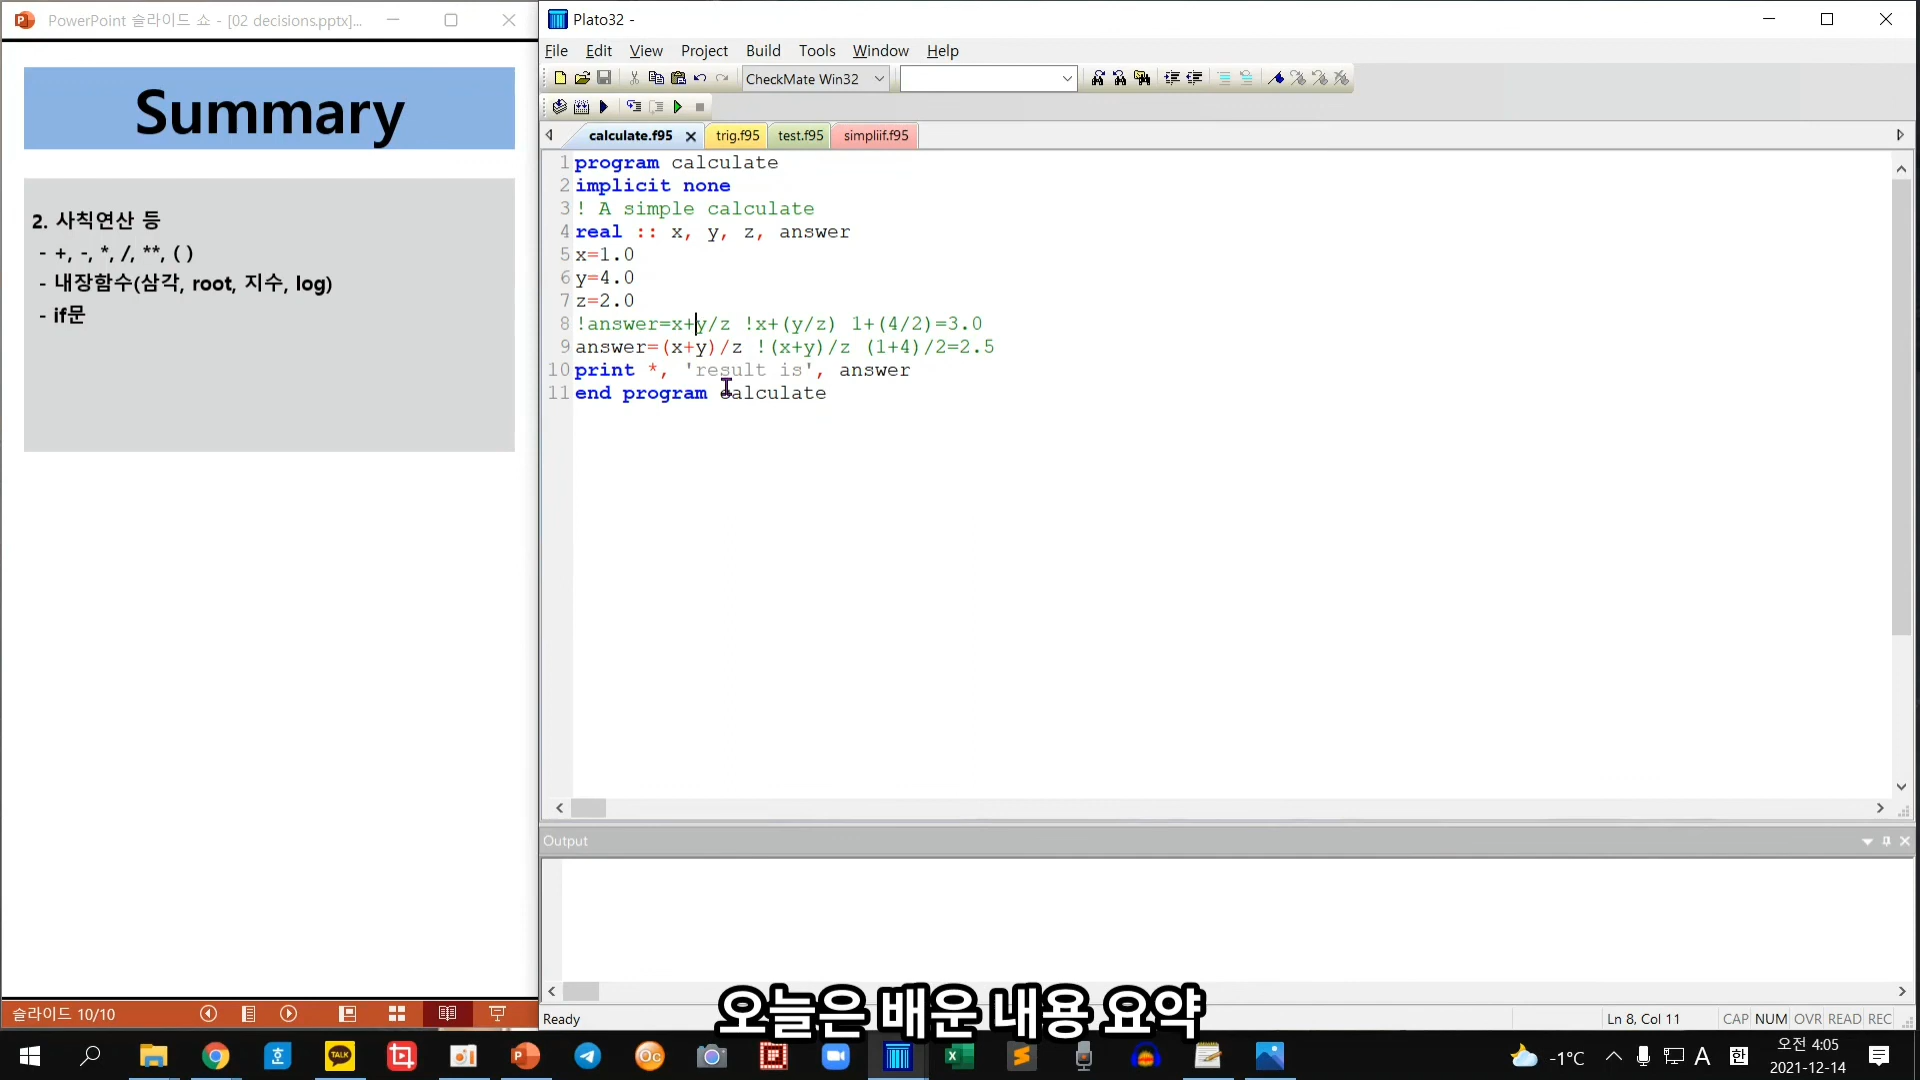 PowerPoint 슬라이드 쇼 - [02 decisions.pptx]...
Summary
2. 사칙연산 등
- +, -, *, /, **, ( )
- 내장함수(삼각, root, 지수, log)
- if문
슬라이드 10/10
Plato32 -
File Edit View Project Build Tools Window Help
CheckMate Win32
calculate.f95 trig.f95 test.f95 simpliif.f95
1 program calculate
2 implicit none
3 ! A simple calculate
4 real :: x, y, z, answer
5 x=1.0
6 y=4.0
7 z=2.0
8 !answer=x+y/z !x+(y/z) 1+(4/2)=3.0
9 answer=(x+y)/z !(x+y)/z (1+4)/2=2.5
10 print *, 'result is', answer
11 end program calculate
Output
오늘은 배운 내용 요약
Ready
Ln 8, Col 11
CAP NUM OVR READ REC
TALK
-1°C
A
한
오전 4:05
2021-12-14